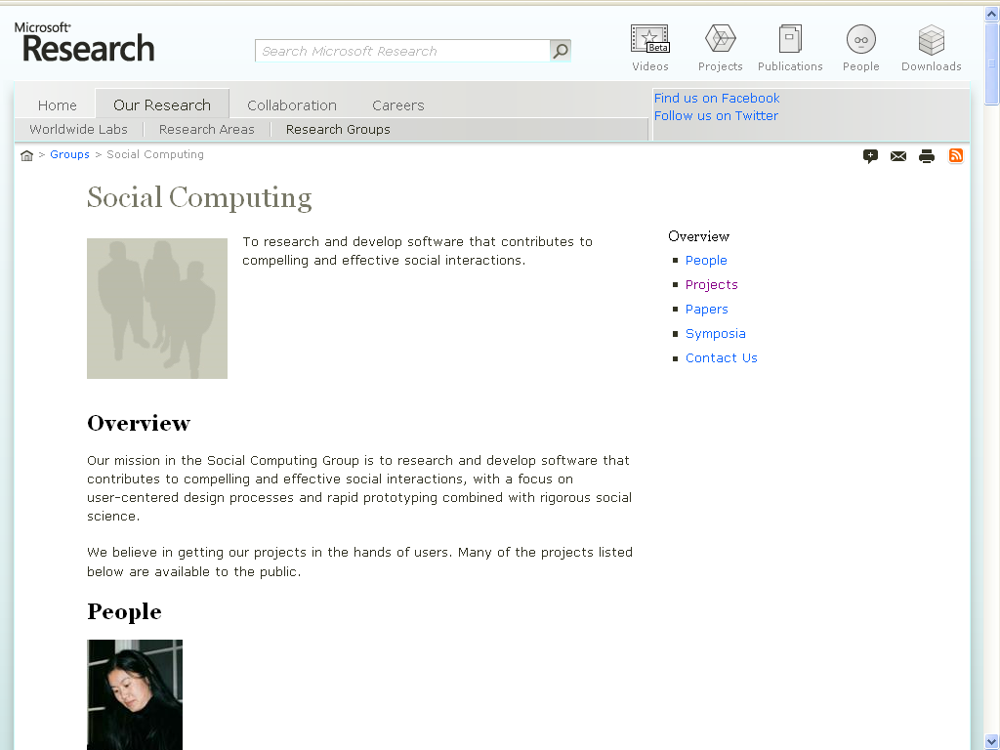 Microsoft®
Research
Search Microsoft Research
Beta
Videos
Projects
Publications
People
Downloads
Home
Our Research
Collaboration
Careers
Find us on Facebook
Follow us on Twitter
Worldwide Labs
Research Areas
Research Groups
> Groups > Social Computing
Social Computing
To research and develop software that contributes to
compelling and effective social interactions.
Overview
People
Projects
Papers
Symposia
Contact Us
Overview
Our mission in the Social Computing Group is to research and develop software that
contributes to compelling and effective social interactions, with a focus on
user-centered design processes and rapid prototyping combined with rigorous social
science.
We believe in getting our projects in the hands of users. Many of the projects listed
below are available to the public.
People